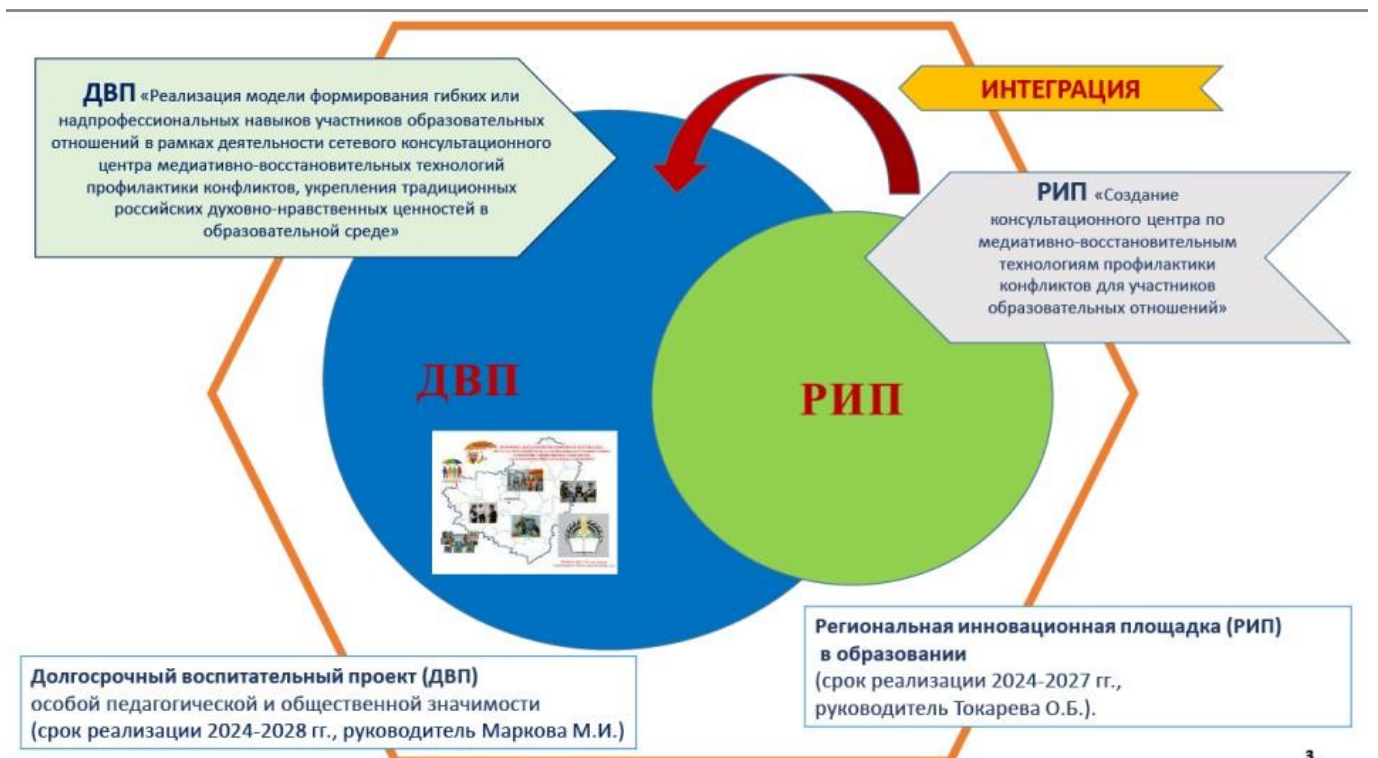 ДВП «Реализация модели формирования гибких или
надпрофессиональных навыков участников образовательных
отношений в рамках деятельности сетевого консультационного
центра медиативно-восстановительных технологий
профилактики конфликтов, укрепления традиционных
российских духовно-нравственных ценностей в
образовательной среде»
ИНТЕГРАЦИЯ
РИП «Создание
консультационного центра по
медиативно-восстановительным
технологиям профилактики
конфликтов для участников
образовательных отношений»
ДВП
РИП
Долгосрочный воспитательный проект (ДВП)
особой педагогической и общественной значимости
(срок реализации 2024-2028 гг., руководитель Маркова М.И.)
Региональная инновационная площадка (РИП)
в образовании
(срок реализации 2024-2027 гг.,
руководитель Токарева О.Б.).
3